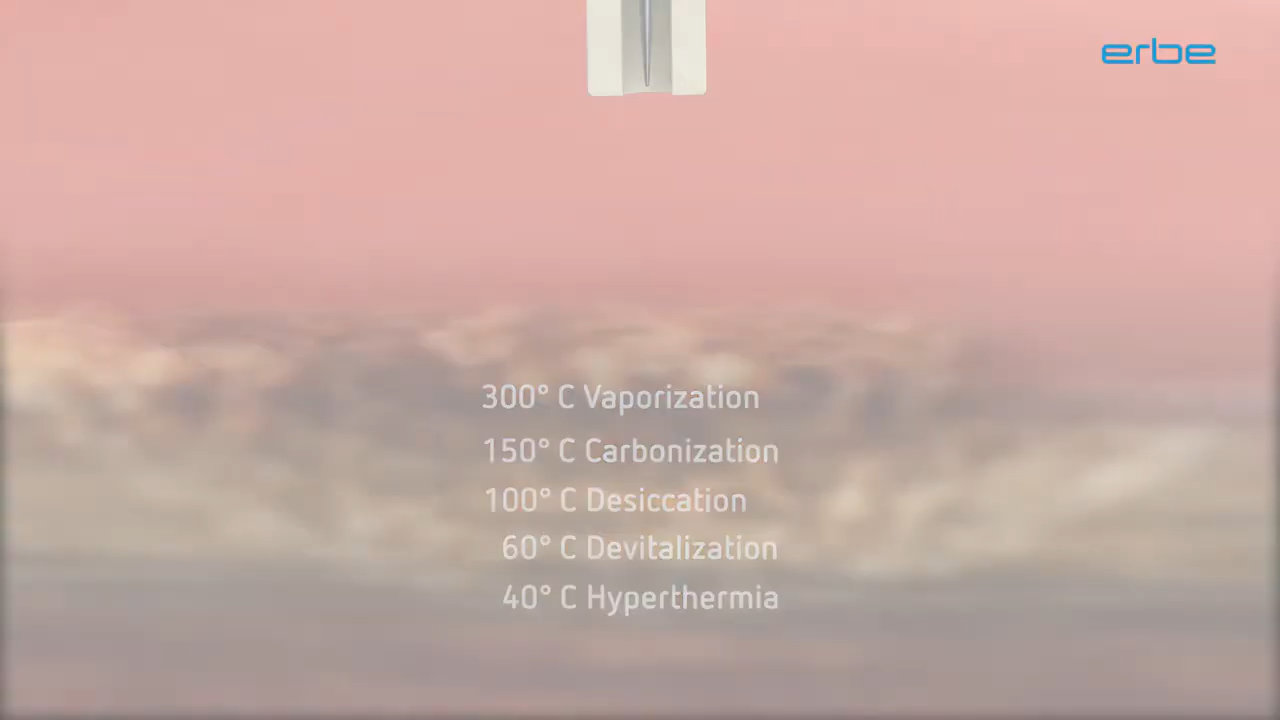 erbe
300° C Vaporization
150° C Carbonization
100° C Desiccation
60° C Devitalization
40° C Hyperthermia